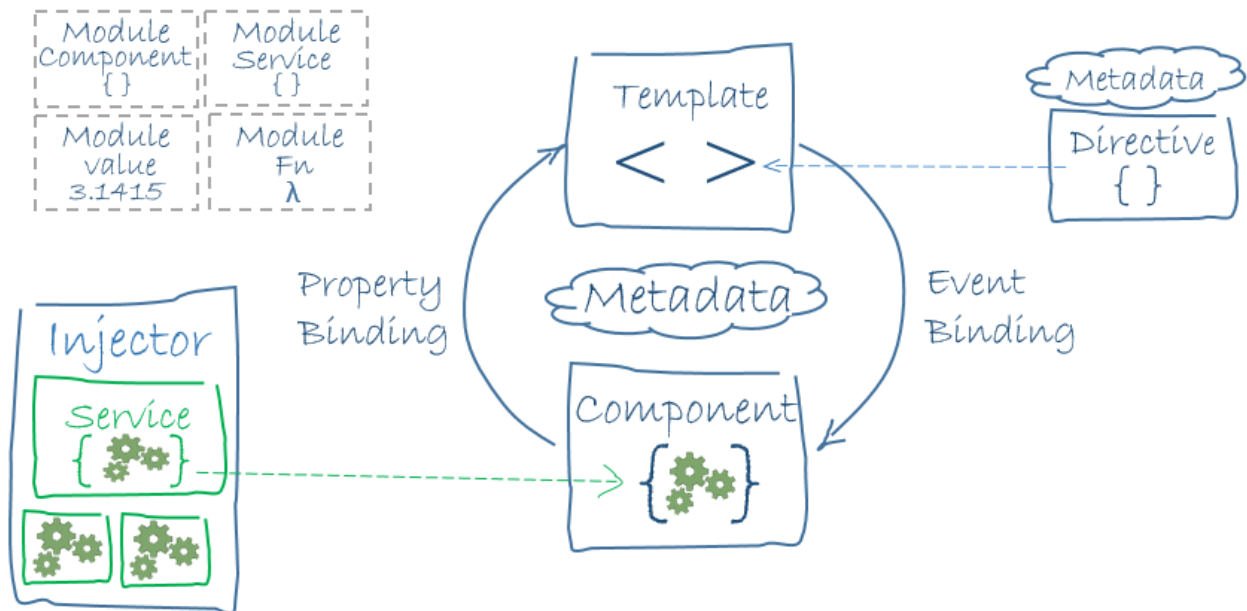 Module
Component
{ }
Module
Service
{ }
Module
value
3.1415
Module
Fn
λ
Template
< >
Metadata
Directive
{ }
Property
Binding
Metadata
Event
Binding
Injector
Service
{ }
Component
{ }